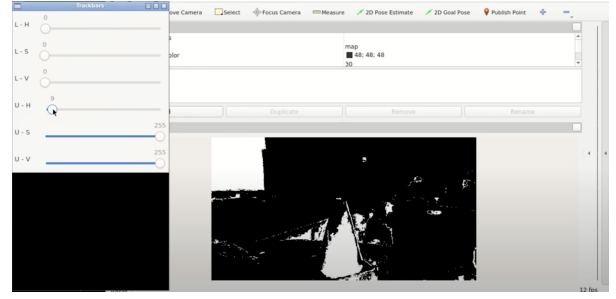 Trackbars
ove Camera Select Focus Camera Measure 2D Pose Estimate 2D Goal Pose Publish Point
L - H 0
L - S 0
L - V 0
U - H 9
U - S 255
U - V 255
map
olor 48; 48; 48
30
Duplicate Remove Rename
12 fps